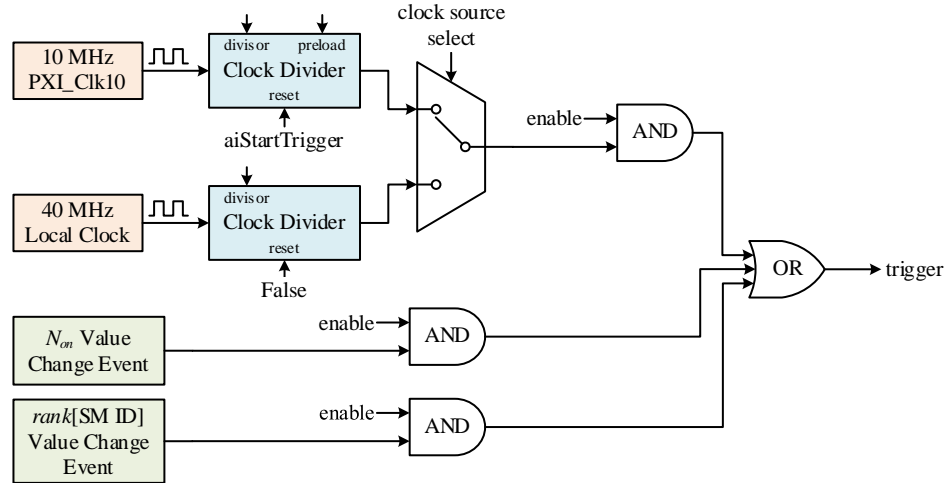 clock source
select
10 MHz
PXI_Clk10
divisor preload
Clock Divider
reset
aiStartTrigger
enable
AND
40 MHz
Local Clock
divisor
Clock Divider
reset
False
OR
trigger
N_on Value
Change Event
enable
AND
rank[SM ID]
Value Change
Event
enable
AND